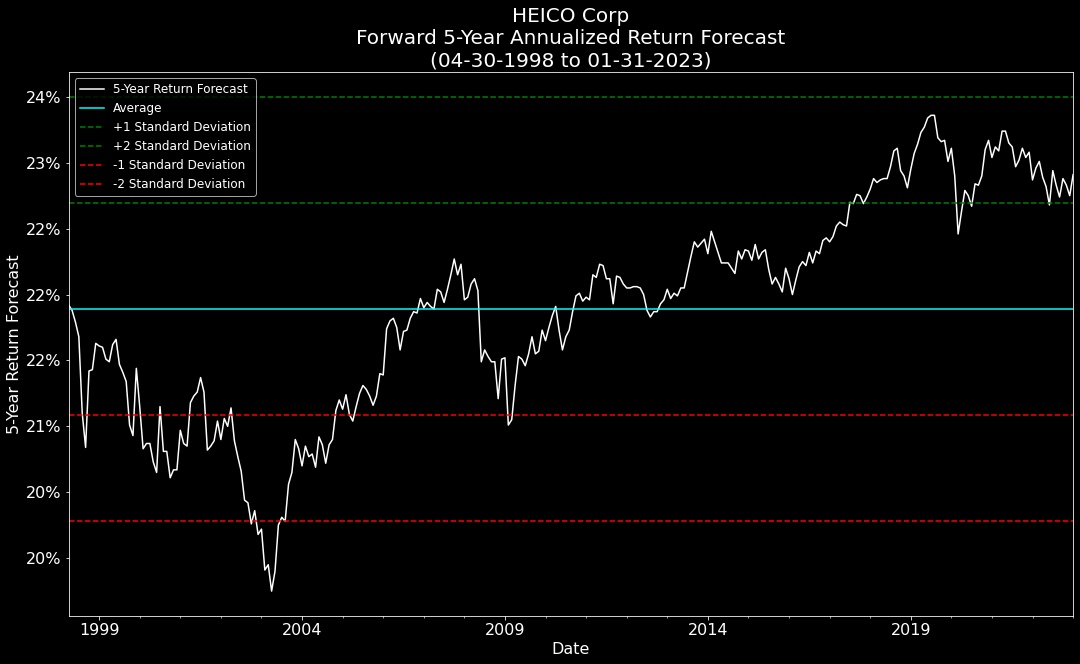 HEICO Corp
Forward 5-Year Annualized Return Forecast
(04-30-1998 to 01-31-2023)
5-Year Return Forecast
Average
+1 Standard Deviation
+2 Standard Deviation
-1 Standard Deviation
-2 Standard Deviation
24%
23%
22%
22%
22%
21%
20%
20%
5-Year Return Forecast
1999
2004
2009
2014
2019
Date